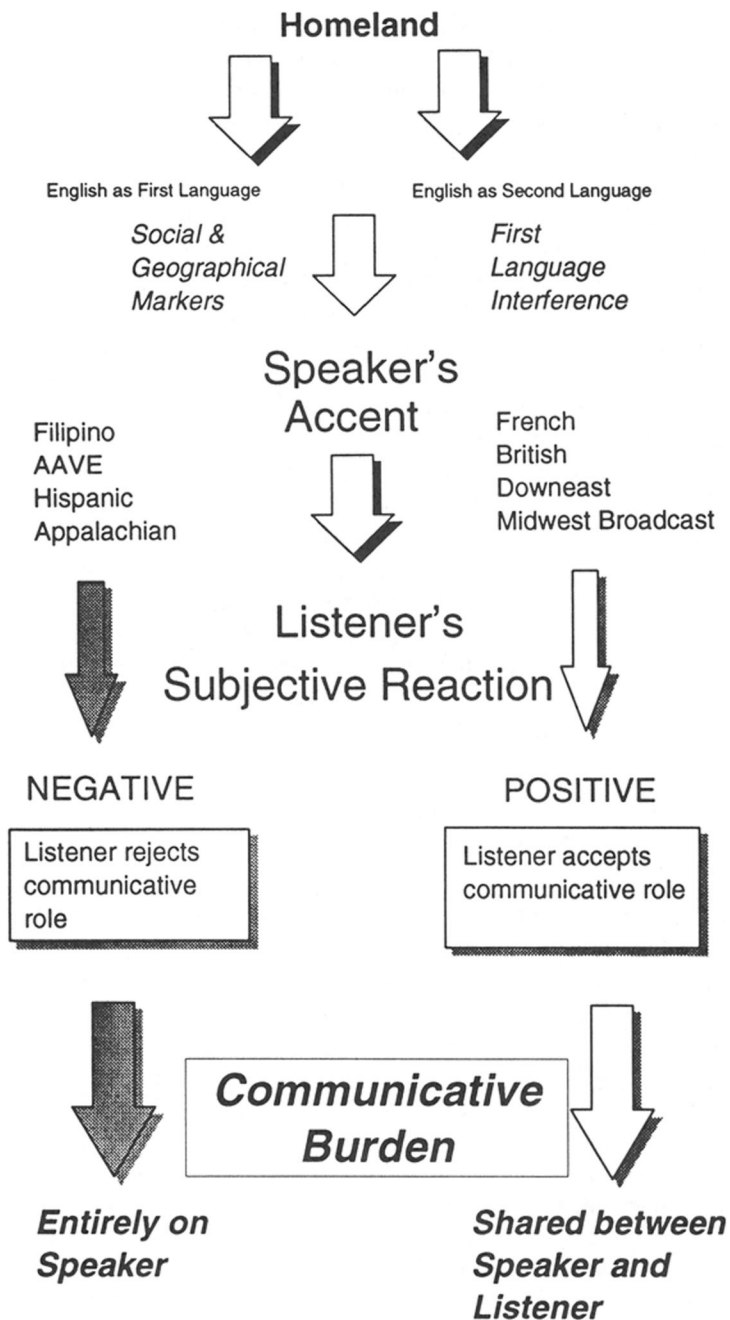 Homeland
English as First Language
English as Second Language
Social &
Geographical
Markers
First
Language
Interference
Speaker's
Accent
Filipino
AAVE
Hispanic
Appalachian
French
British
Downeast
Midwest Broadcast
Listener's
Subjective Reaction
NEGATIVE
POSITIVE
Listener rejects
communicative
role
Listener accepts
communicative role
Communicative
Burden
Entirely on
Speaker
Shared between
Speaker and
Listener